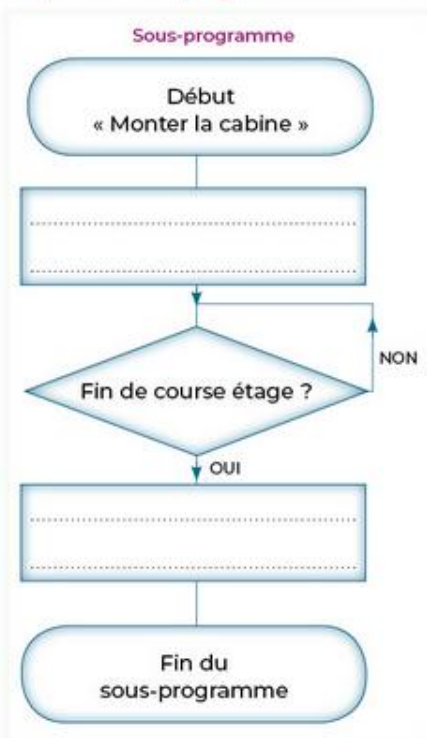 Sous-programme
Début
« Monter la cabine »
Fin de course étage ?
NON
OUI
Fin du
sous-programme